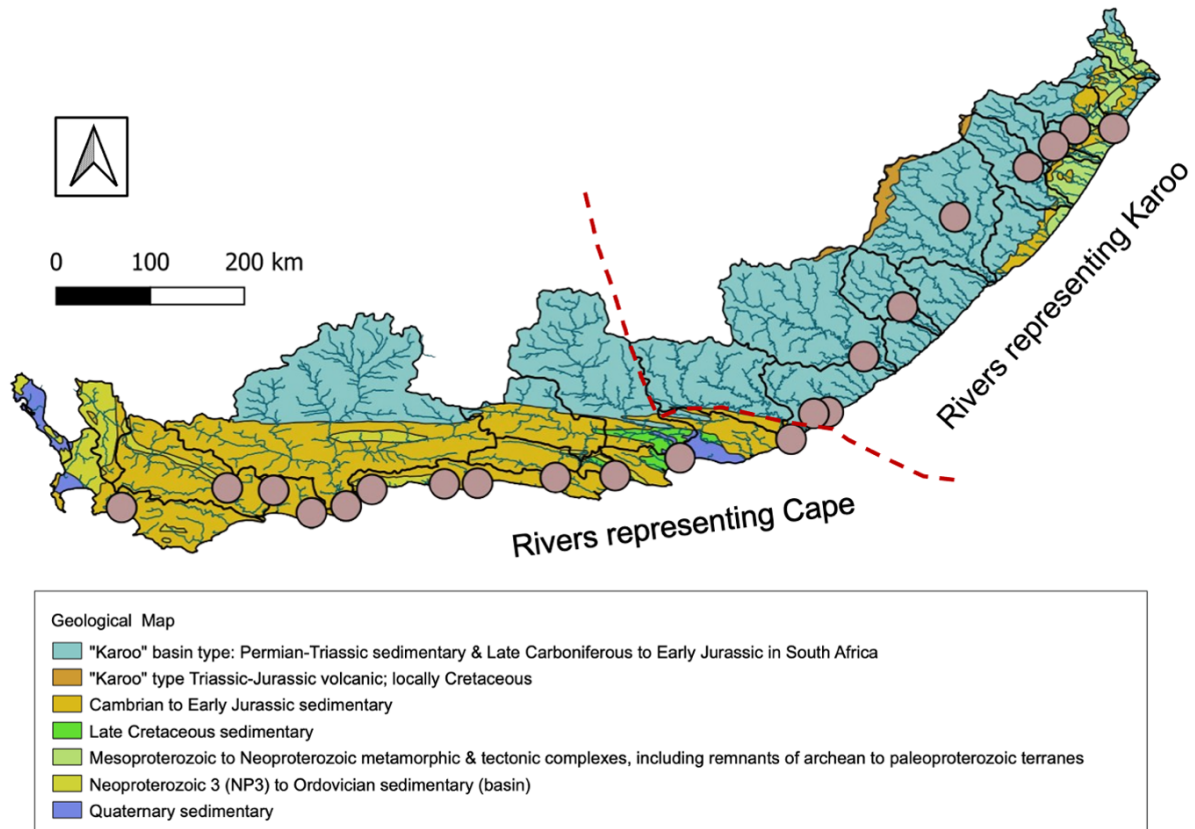 0 100 200 km
Rivers representing Karoo
Rivers representing Cape
Geological Map
"Karoo" basin type: Permian-Triassic sedimentary & Late Carboniferous to Early Jurassic in South Africa
"Karoo" type Triassic-Jurassic volcanic; locally Cretaceous
Cambrian to Early Jurassic sedimentary
Late Cretaceous sedimentary
Mesoproterozoic to Neoproterozoic metamorphic & tectonic complexes, including remnants of archean to paleoproterozoic terranes
Neoproterozoic 3 (NP3) to Ordovician sedimentary (basin)
Quaternary sedimentary